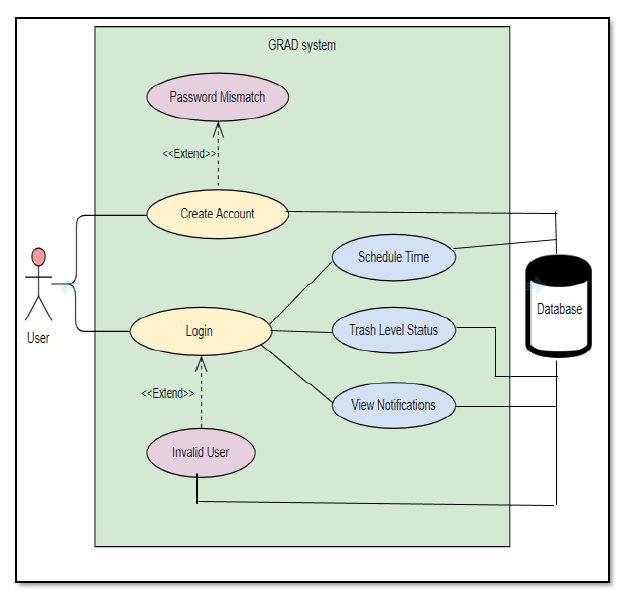 GRAD system
Password Mismatch
<<Extend>>
Create Account
Schedule Time
Database
User
Login
Trash Level Status
<<Extend>>
View Notifications
Invalid User